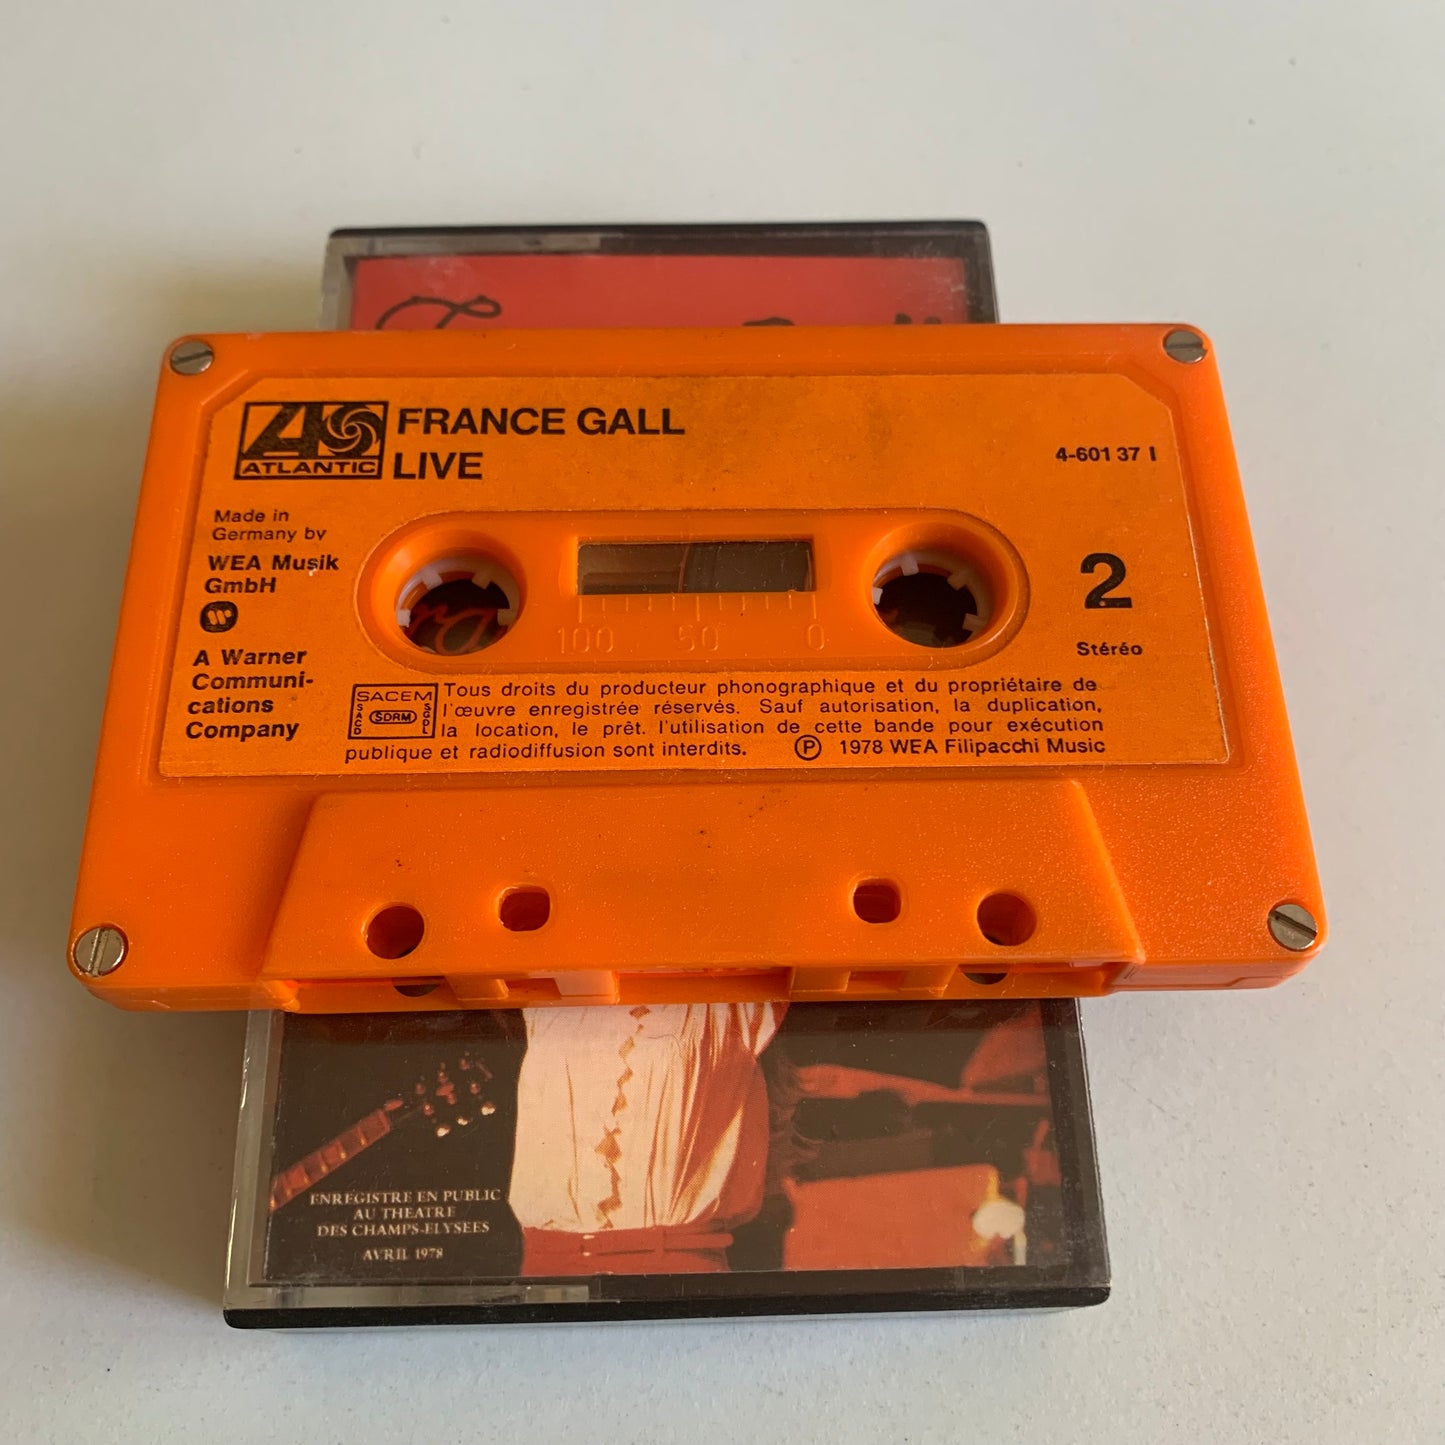 ATLANTIC
FRANCE GALL
LIVE
4-601 37 I
Made in
Germany by
WEA Musik
GmbH
A Warner
Communi-
cations
Company
100 50 0
2
Stéréo
SACEM
SACD SDRM SGDL
Tous droits du producteur phonographique et du propriétaire de
l'œuvre enregistrée réservés. Sauf autorisation, la duplication,
la location, le prêt. l'utilisation de cette bande pour exécution
publique et radiodiffusion sont interdits. Ⓟ 1978 WEA Filipacchi Music
ENREGISTRE EN PUBLIC
AU THEATRE
DES CHAMPS-ELYSEES
AVRIL 1978